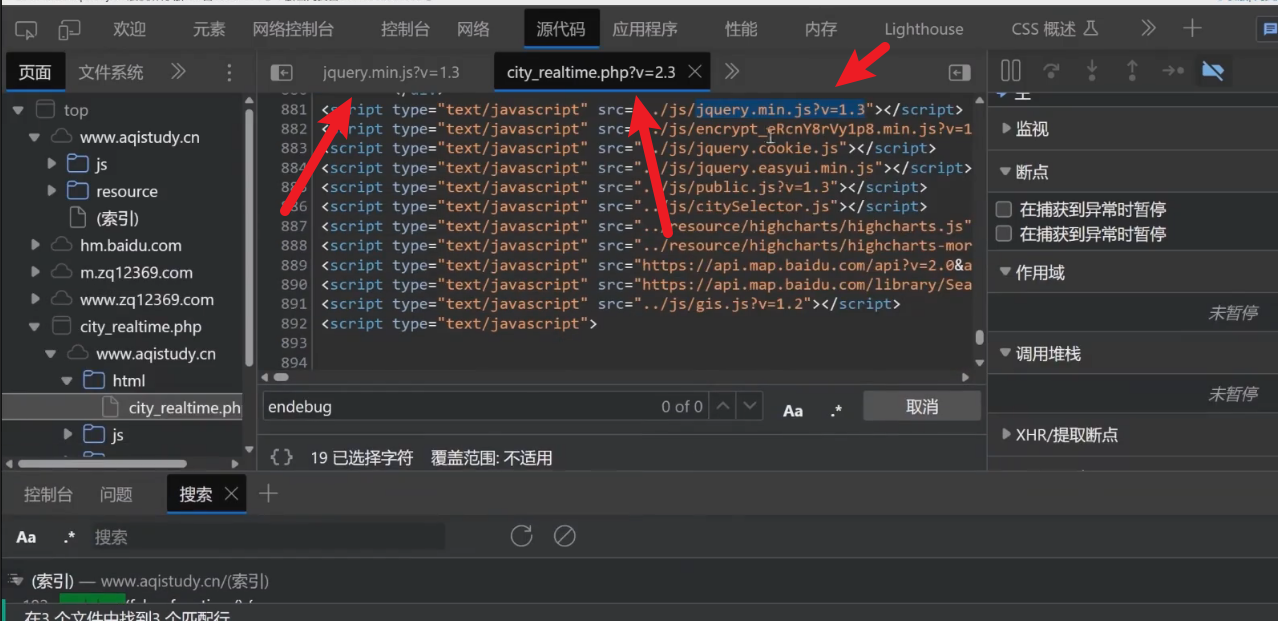 欢迎 元素 网络控制台 控制台 网络 源代码 应用程序 性能 内存 Lighthouse CSS 概述
页面 文件系统 jquery.min.js?v=1.3 city_realtime.php?v=2.3
top
www.aqistudy.cn
js
resource
(索引)
hm.baidu.com
m.zq12369.com
www.zq12369.com
city_realtime.php
www.aqistudy.cn
html
city_realtime.ph
js
881 <script type="text/javascript" src="../js/jquery.min.js?v=1.3"></script>
882 <script type="text/javascript" src="../js/encrypt_eRcnY8rVy1p8.min.js?v=1
883 <script type="text/javascript" src="../js/jquery.cookie.js"></script>
884 <script type="text/javascript" src="../js/jquery.easyui.min.js"></script>
885 <script type="text/javascript" src="../js/public.js?v=1.3"></script>
886 <script type="text/javascript" src="../js/citySelector.js"></script>
887 <script type="text/javascript" src="../resource/highcharts/highcharts.js"
888 <script type="text/javascript" src="../resource/highcharts/highcharts-mor
889 <script type="text/javascript" src="https://api.map.baidu.com/api?v=2.0&a
890 <script type="text/javascript" src="https://api.map.baidu.com/library/Sea
891 <script type="text/javascript" src="../js/gis.js?v=1.2"></script>
892 <script type="text/javascript">
893
894
endebug 0 of 0 Aa .* 取消
{} 19 已选择字符 覆盖范围: 不适用
监视
断点
在捕获到异常时暂停
在捕获到异常时暂停
作用域
未暂停
调用堆栈
未暂停
XHR/提取断点
控制台 问题 搜索
Aa .* 搜索
(索引) — www.aqistudy.cn/(索引)
在3 个文件中找到3 个匹配行